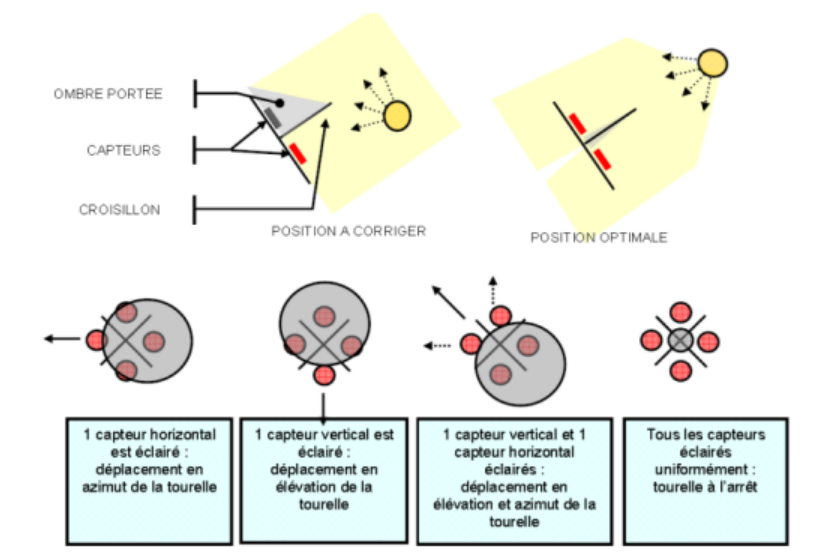 OMBRE PORTEE
CAPTEURS
CROISILLON
POSITION A CORRIGER
POSITION OPTIMALE
1 capteur horizontal
est éclairé :
déplacement en
azimut de la tourelle
1 capteur vertical est
éclairé :
déplacement en
élévation de la
tourelle
1 capteur vertical et 1
capteur horizontal
éclairés :
déplacement en
élévation et azimut de la
tourelle
Tous les capteurs
éclairés
uniformément :
tourelle à l'arrêt